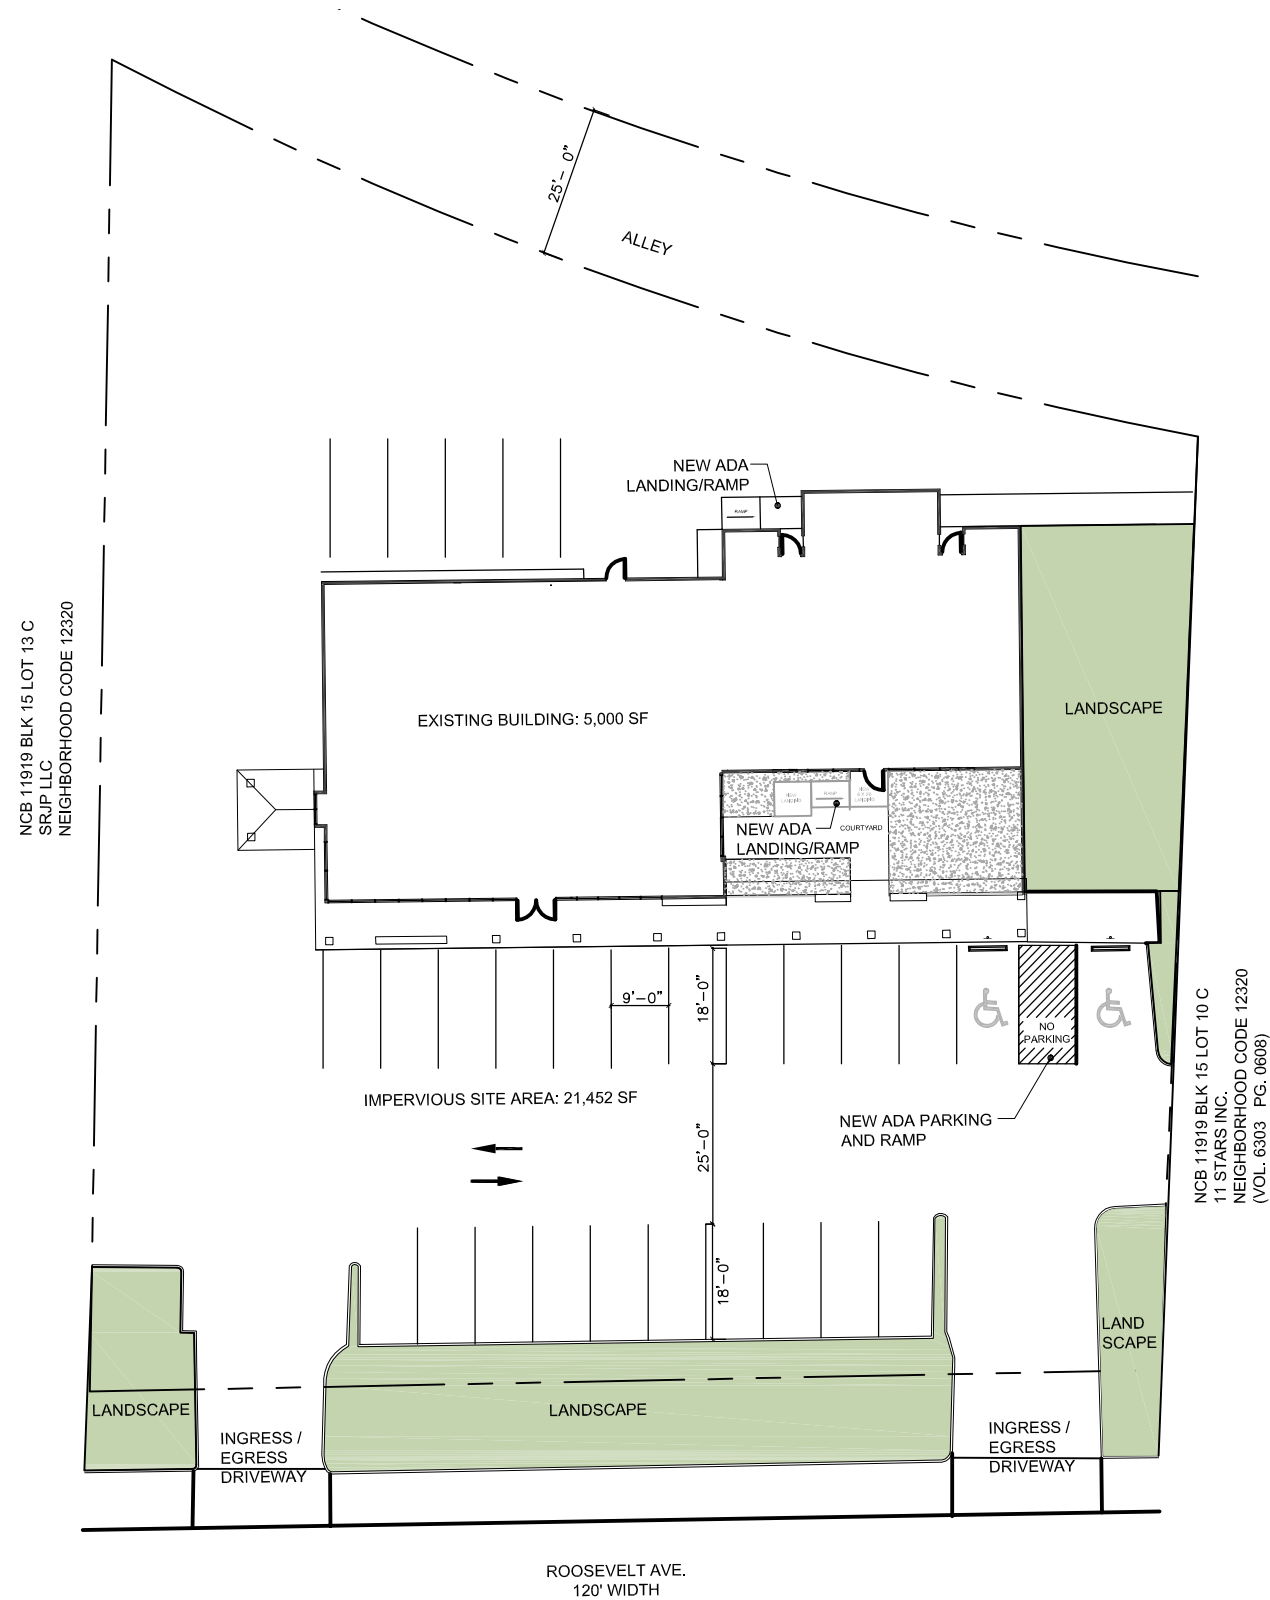 25'- 0"
ALLEY
NEW ADA
LANDING/RAMP
RAMP
NCB 11919 BLK 15 LOT 13 C
SRJP LLC
NEIGHBORHOOD CODE 12320
EXISTING BUILDING: 5,000 SF
LANDSCAPE
NEW
LANDING
RAMP
LANDING
NEW ADA
LANDING/RAMP
COURTYARD
9'-0"
18'-0"
NO
PARKING
IMPERVIOUS SITE AREA: 21,452 SF
25'-0"
NEW ADA PARKING
AND RAMP
NCB 11919 BLK 15 LOT 10 C
11 STARS INC.
NEIGHBORHOOD CODE 12320
(VOL. 6303 PG. 0608)
18'-0"
LAND
SCAPE
LANDSCAPE
LANDSCAPE
INGRESS /
EGRESS
DRIVEWAY
INGRESS /
EGRESS
DRIVEWAY
ROOSEVELT AVE.
120' WIDTH